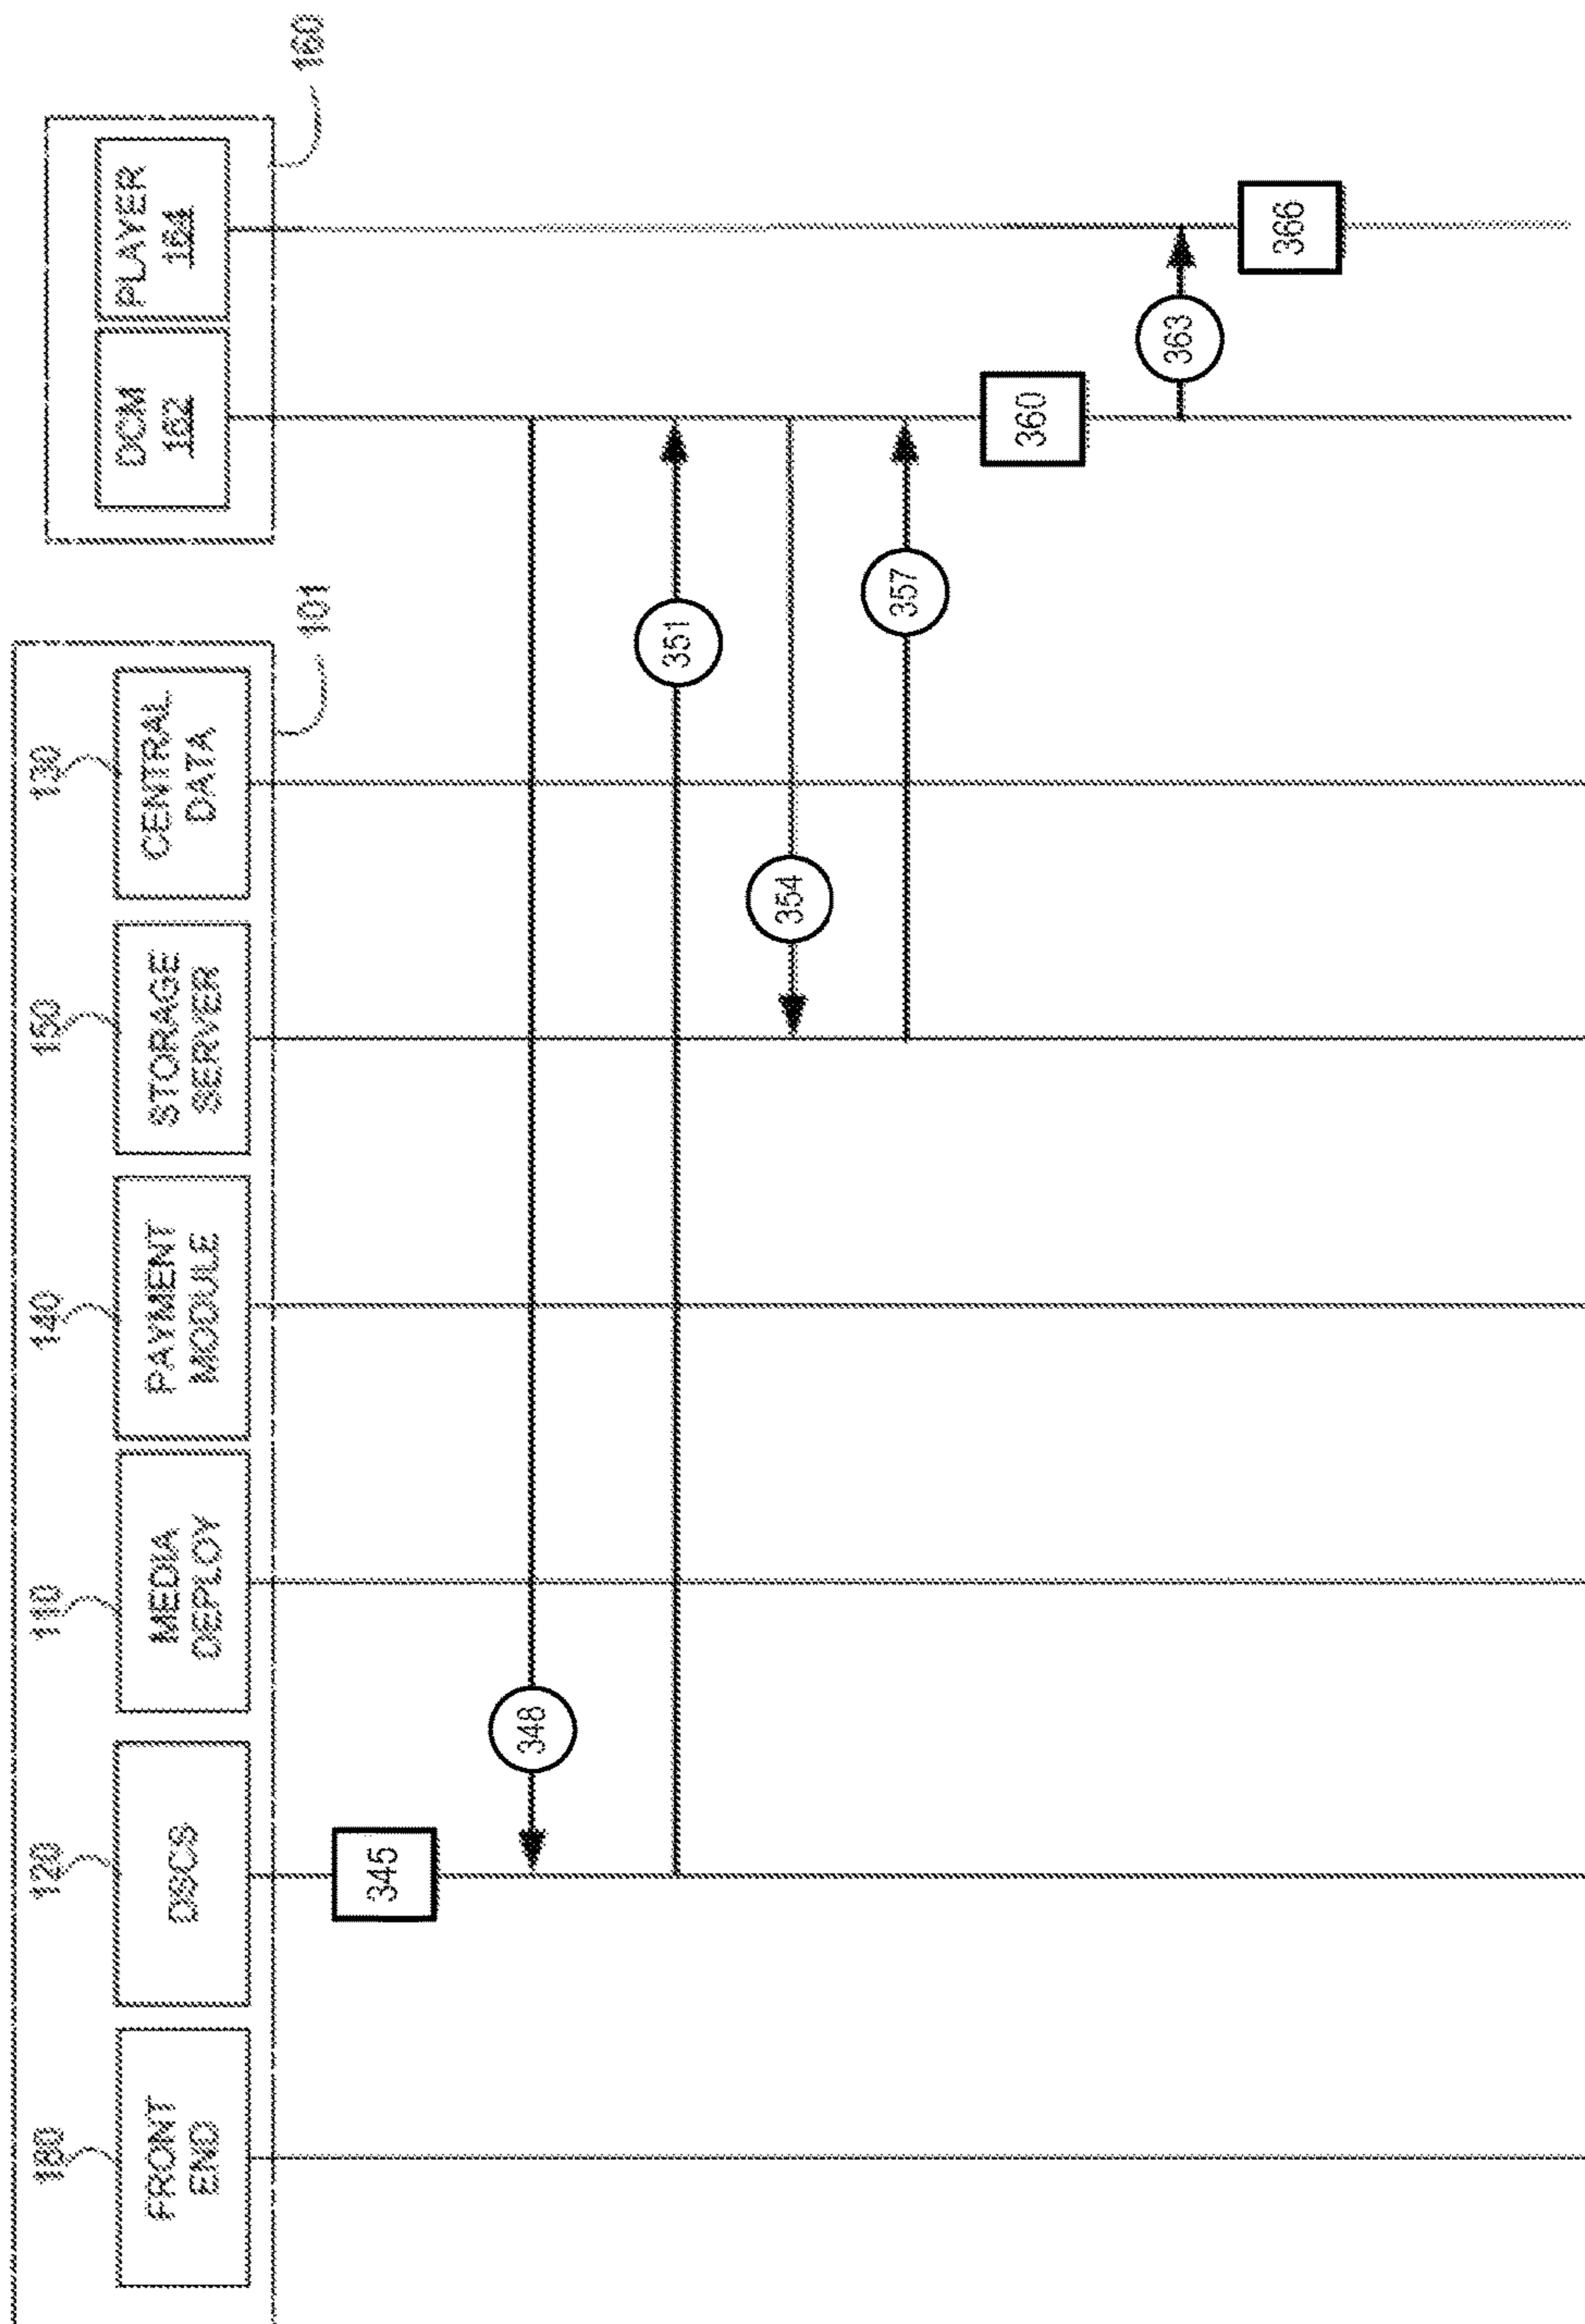 180
120
110
140
150
130
FRONT
END
DSCS
MEDIA
DEPLOY
PAYMENT
MODULE
STORAGE
SERVER
CENTRAL
DATA
DCM
162
PLAYER
164
101
160
345
348
351
354
357
360
363
366